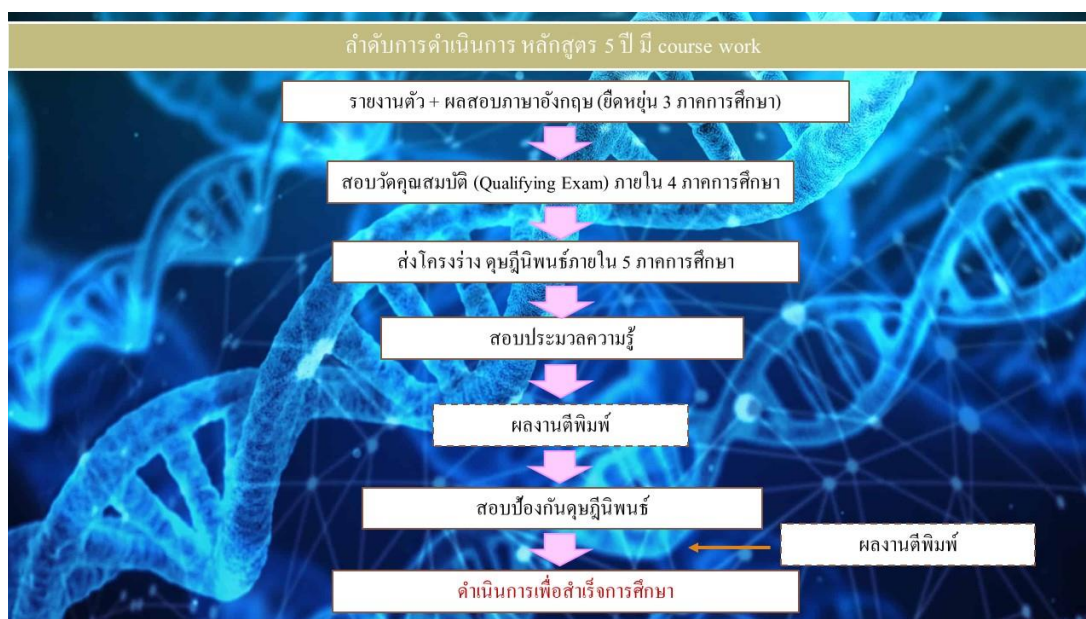 ลำดับการดำเนินการ หลักสูตร 5 ปี มี course work
รายงานตัว + ผลสอบภาษาอังกฤษ (ยืดหยุ่น 3 ภาคการศึกษา)
สอบวัดคุณสมบัติ (Qualifying Exam) ภายใน 4 ภาคการศึกษา
ส่งโครงร่าง ดุษฎีนิพนธ์ภายใน 5 ภาคการศึกษา
สอบประมวลความรู้
ผลงานตีพิมพ์
สอบป้องกันดุษฎีนิพนธ์
ผลงานตีพิมพ์
ดำเนินการเพื่อสำเร็จการศึกษา